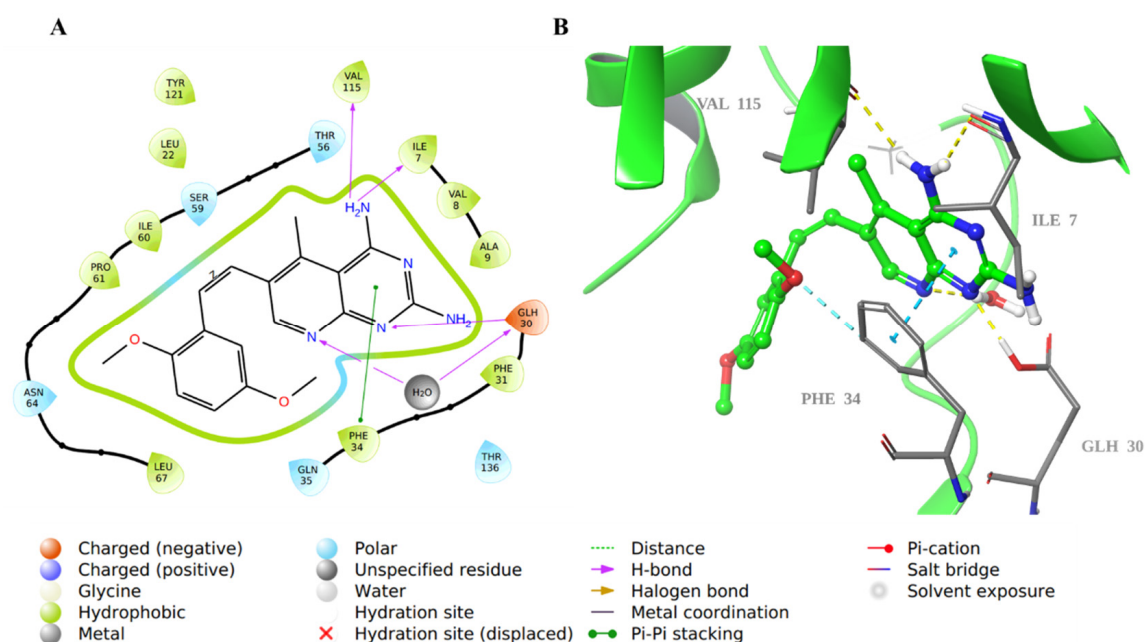 A
B
TYR
121
VAL
115
THR
56
LEU
22
ILE
7
SER
59
VAL
8
H₂N
ILE
60
ALA
9
PRO
61
N
7
NH₂
GLH
30
N
N
O
H₂O
PHE
31
ASN
64
O
PHE
34
LEU
67
GLN
35
THR
136
VAL 115
ILE 7
PHE 34
GLH 30
Charged (negative)
Charged (positive)
Glycine
Hydrophobic
Metal
Polar
Unspecified residue
Water
Hydration site
Hydration site (displaced)
Distance
H-bond
Halogen bond
Metal coordination
Pi-Pi stacking
Pi-cation
Salt bridge
Solvent exposure